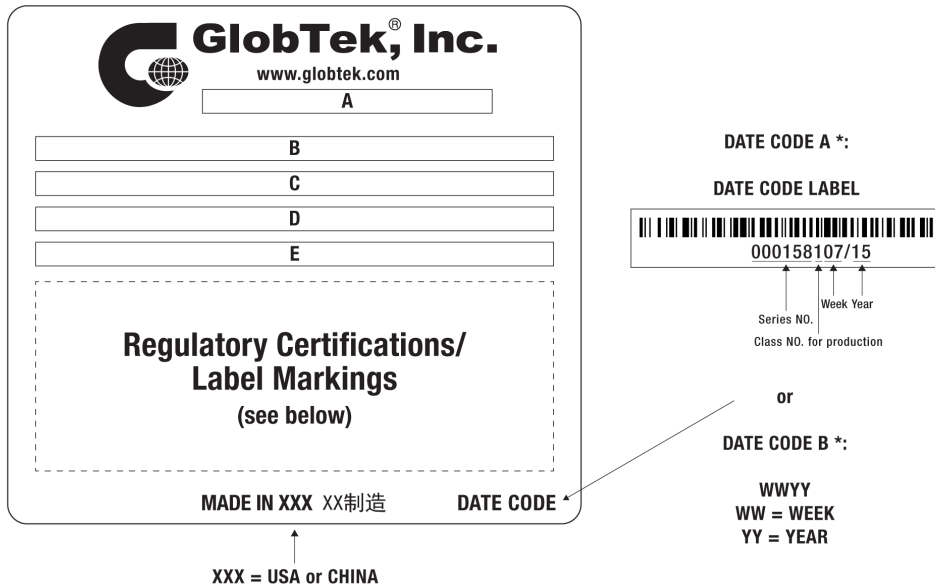 GlobTek®, Inc.
www.globtek.com
A
B
C
D
E
Regulatory Certifications/
Label Markings
(see below)
MADE IN XXX XX制造 DATE CODE
XXX = USA or CHINA
DATE CODE A *:
DATE CODE LABEL
000158107/15
Week Year
Series NO.
Class NO. for production
or
DATE CODE B *:
WWYY
WW = WEEK
YY = YEAR